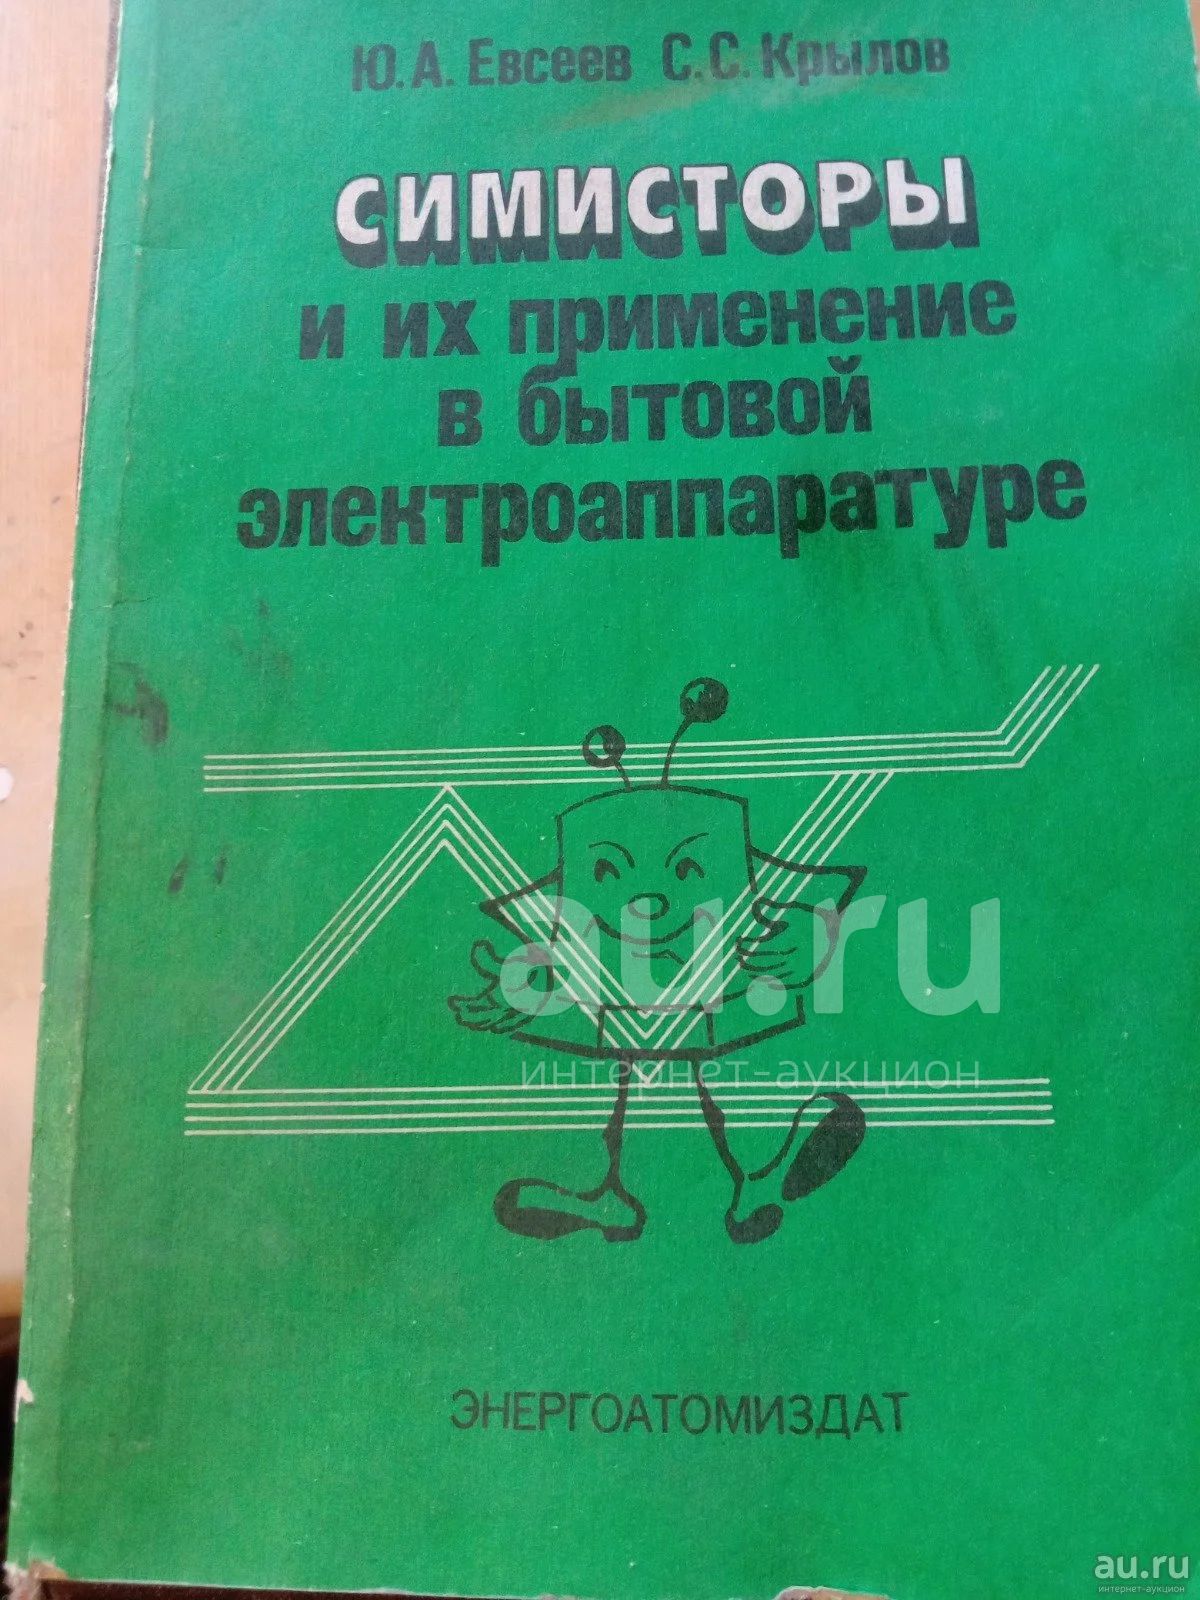 Ю.А. Евсеев С.С. Крылов
СИМИСТОРЫ
и их применение
в бытовой
электроаппаратуре
au.ru
интернет-аукцион
ЭНЕРГОАТОМИЗДАТ
au.ru
интернет-аукцион